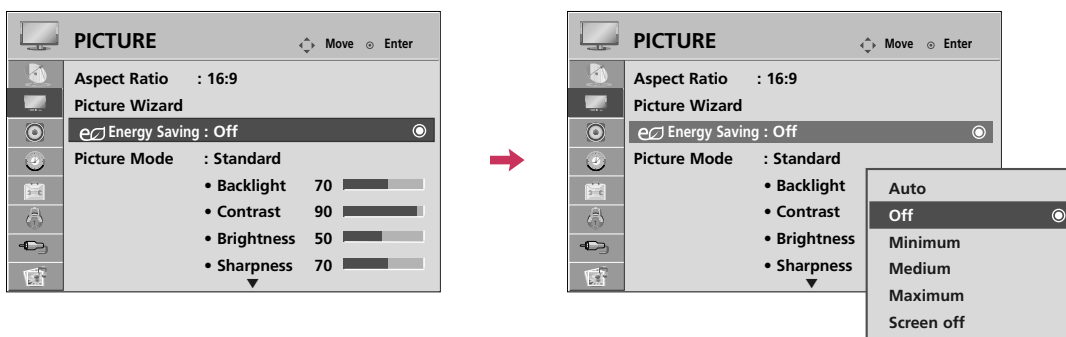 PICTURE Move Enter
Aspect Ratio : 16:9
Picture Wizard
Energy Saving : Off
Picture Mode : Standard
• Backlight 70
• Contrast 90
• Brightness 50
• Sharpness 70
PICTURE Move Enter
Aspect Ratio : 16:9
Picture Wizard
Energy Saving : Off
Picture Mode : Standard
• Backlight
• Contrast
• Brightness
• Sharpness
Auto
Off
Minimum
Medium
Maximum
Screen off